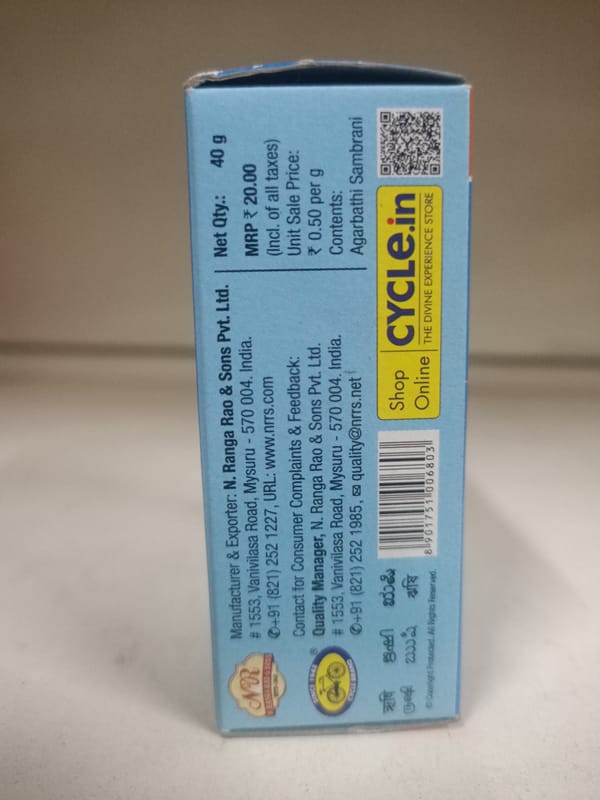 Manufacturer & Exporter: N. Ranga Rao & Sons Pvt. Ltd.
# 1553, Vanivilasa Road, Mysuru - 570 004. India.
✆+91 (821) 252 1227, URL: www.nrrs.com
Contact for Consumer Complaints & Feedback:
Quality Manager, N. Ranga Rao & Sons Pvt. Ltd.
# 1553, Vanivilasa Road, Mysuru - 570 004. India.
✆+91 (821) 252 1985, ✉ quality@nrrs.net
Net Qty.: 40 g
MRP ₹ 20.00
(Incl. of all taxes)
Unit Sale Price:
₹ 0.50 per g
Contents:
Agarbathi Sambrani
NR
®
ऋषि
ಋಷಿ
ऋषि
© Copyright Protected. All Rights Reserved.
8 901751 006803
Shop
Online
CYCLE.in
THE DIVINE EXPERIENCE STORE